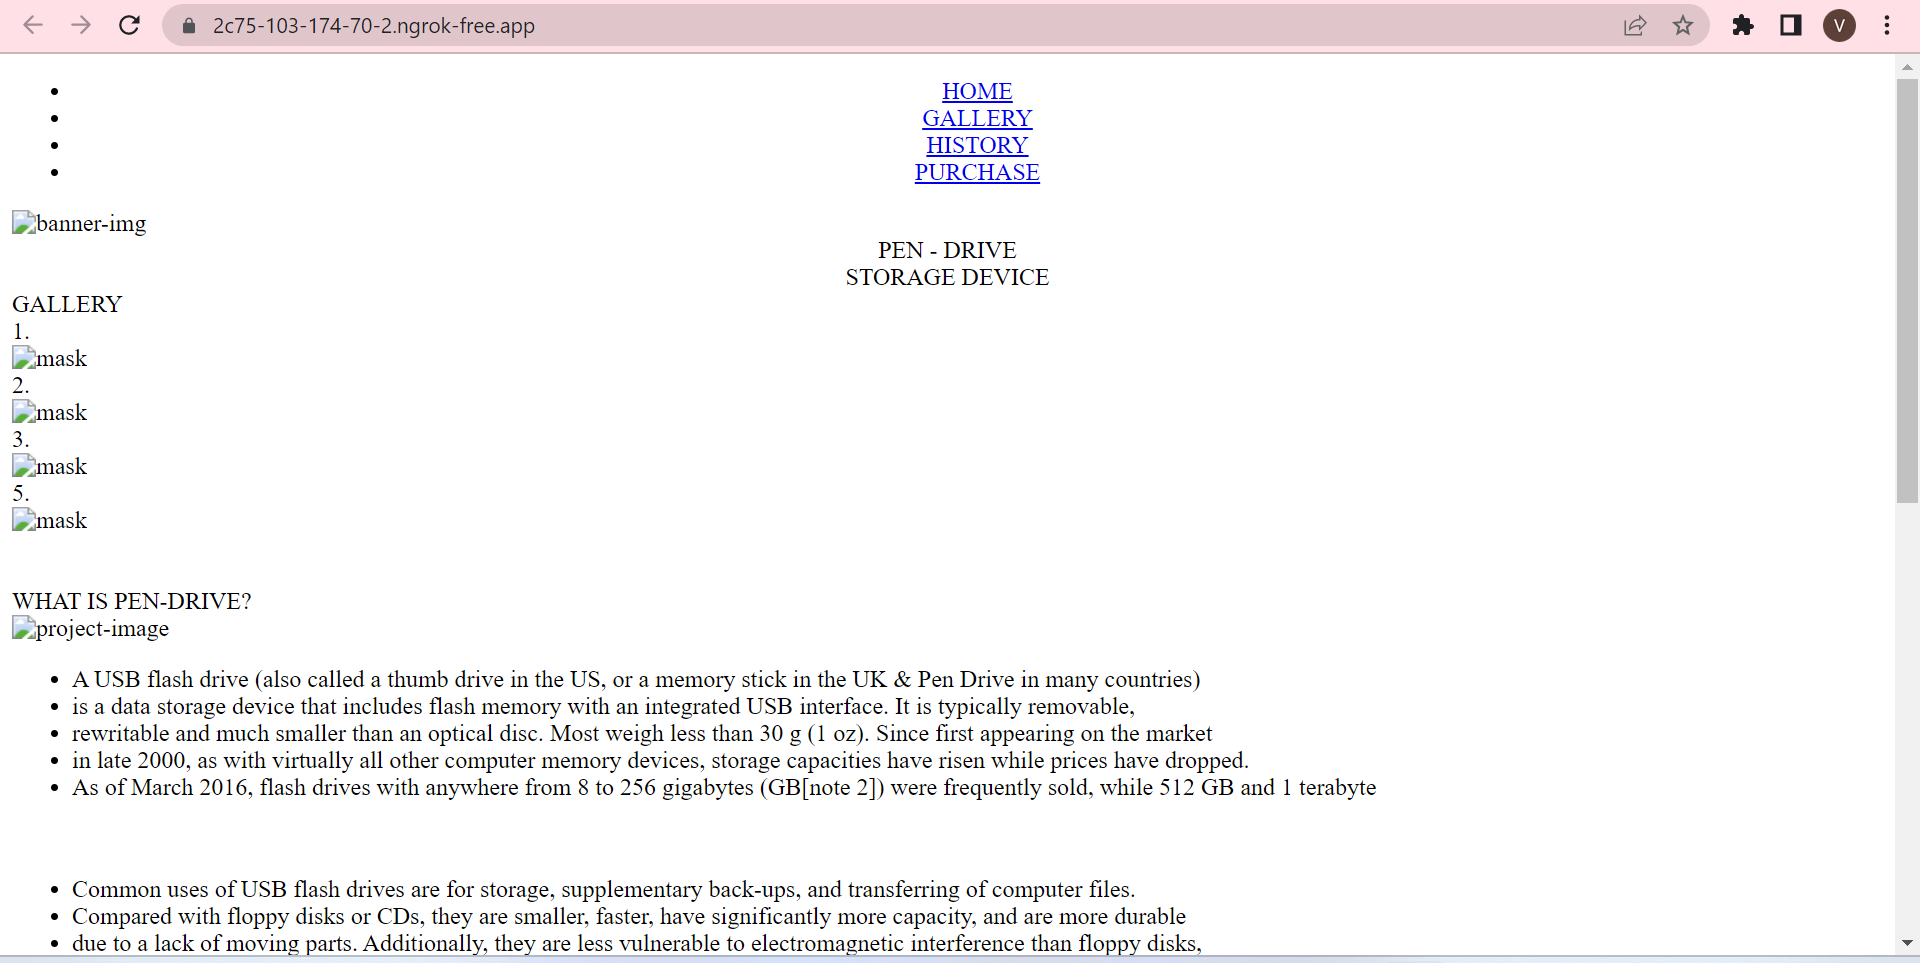 2c75-103-174-70-2.ngrok-free.app
V
HOME
GALLERY
HISTORY
PURCHASE
banner-img
PEN - DRIVE
STORAGE DEVICE
GALLERY
1.
mask
2.
mask
3.
mask
5.
mask
WHAT IS PEN-DRIVE?
project-image
A USB flash drive (also called a thumb drive in the US, or a memory stick in the UK & Pen Drive in many countries)
is a data storage device that includes flash memory with an integrated USB interface. It is typically removable,
rewritable and much smaller than an optical disc. Most weigh less than 30 g (1 oz). Since first appearing on the market
in late 2000, as with virtually all other computer memory devices, storage capacities have risen while prices have dropped.
As of March 2016, flash drives with anywhere from 8 to 256 gigabytes (GB[note 2]) were frequently sold, while 512 GB and 1 terabyte
Common uses of USB flash drives are for storage, supplementary back-ups, and transferring of computer files.
Compared with floppy disks or CDs, they are smaller, faster, have significantly more capacity, and are more durable
due to a lack of moving parts. Additionally, they are less vulnerable to electromagnetic interference than floppy disks,